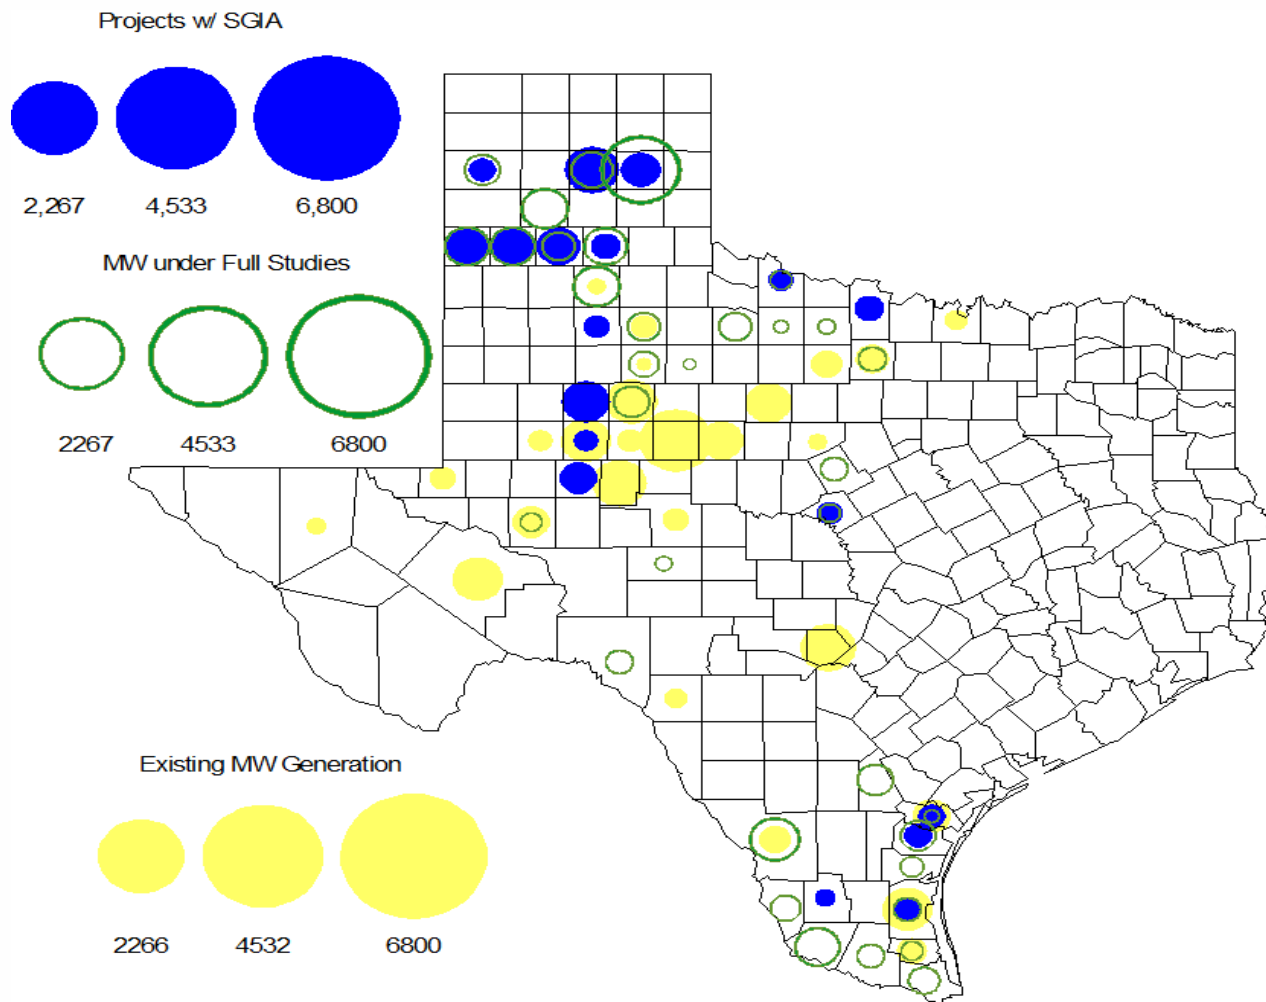 Projects w/ SGIA
2,267 4,533 6,800
MW under Full Studies
2267 4533 6800
Existing MW Generation
2266 4532 6800